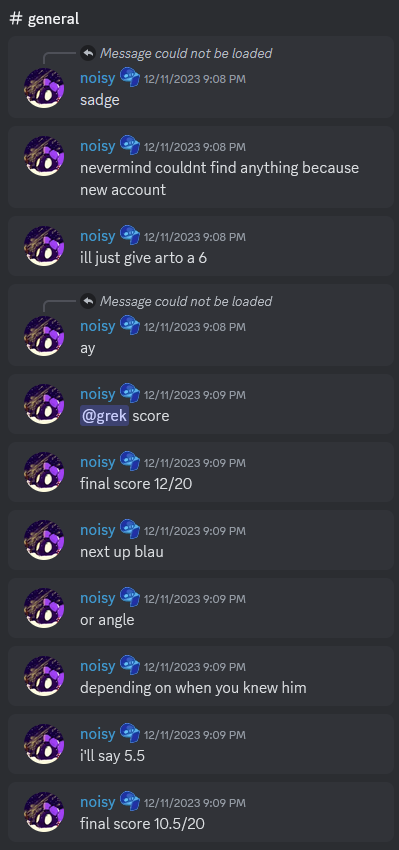 # general
Message could not be loaded
noisy 12/11/2023 9:08 PM
sadge
noisy 12/11/2023 9:08 PM
nevermind couldnt find anything because
new account
noisy 12/11/2023 9:08 PM
ill just give arto a 6
Message could not be loaded
noisy 12/11/2023 9:08 PM
ay
noisy 12/11/2023 9:09 PM
@grek score
noisy 12/11/2023 9:09 PM
final score 12/20
noisy 12/11/2023 9:09 PM
next up blau
noisy 12/11/2023 9:09 PM
or angle
noisy 12/11/2023 9:09 PM
depending on when you knew him
noisy 12/11/2023 9:09 PM
i'll say 5.5
noisy 12/11/2023 9:09 PM
final score 10.5/20